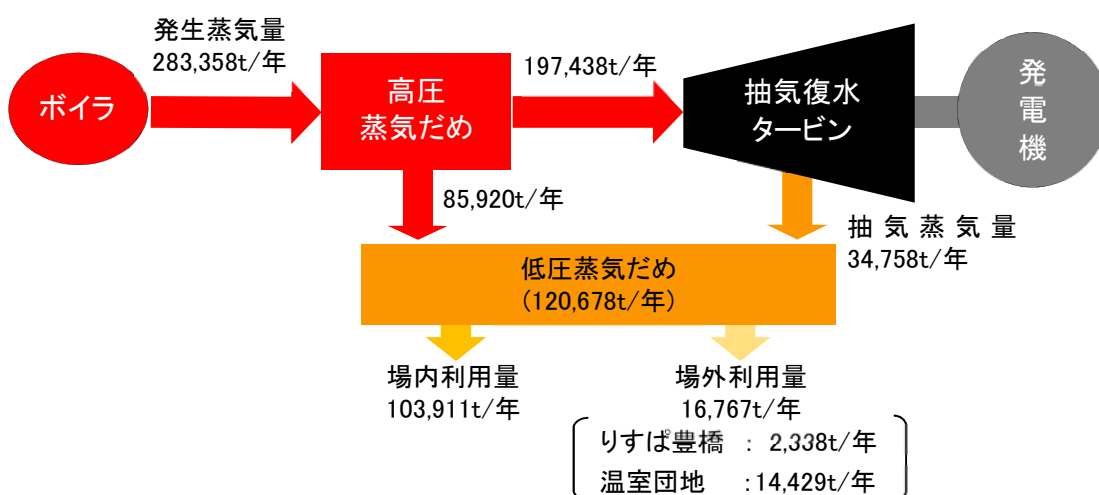 発生蒸気量
283,358t/年
ボイラ
高圧
蒸気だめ
197,438t/年
抽気復水
タービン
発
電
機
85,920t/年
抽気蒸気量
34,758t/年
低圧蒸気だめ
(120,678t/年)
場内利用量
103,911t/年
場外利用量
16,767t/年
りすぱ豊橋 : 2,338t/年
温室団地 :14,429t/年